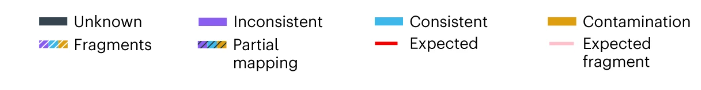 Unknown
Inconsistent
Consistent
Contamination
Fragments
Partial
mapping
Expected
Expected
fragment